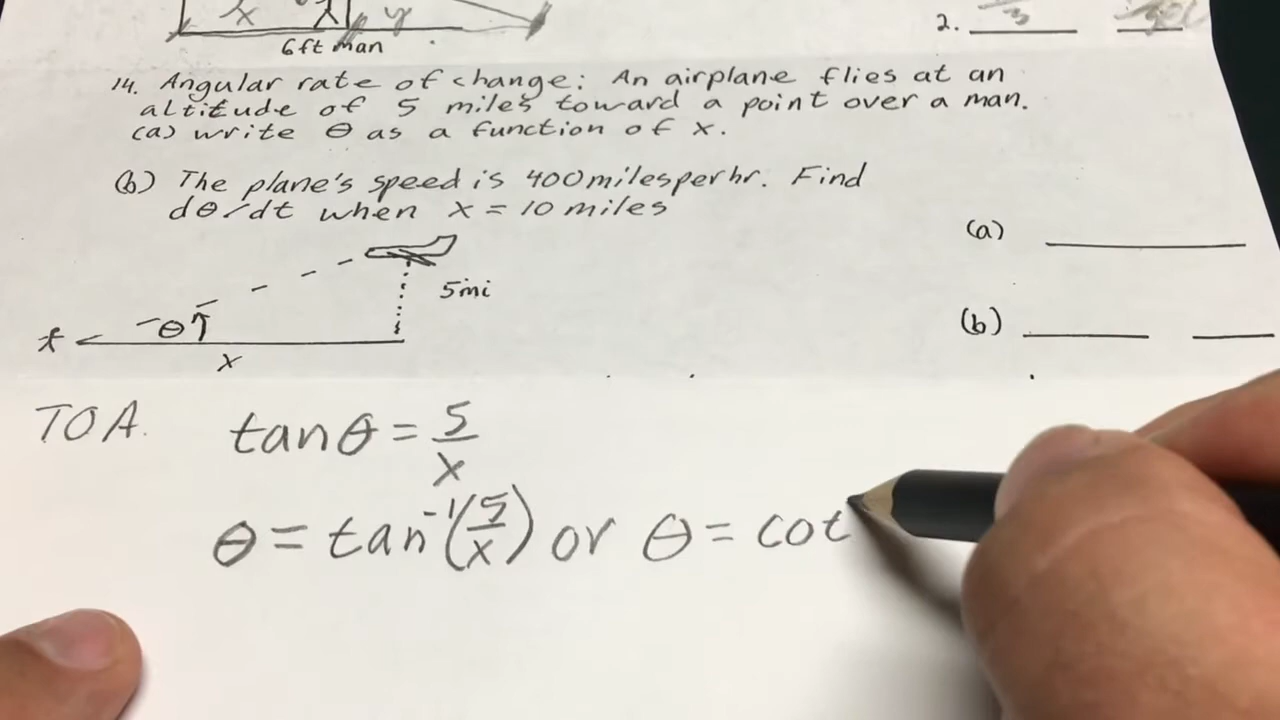 x y
6ft man
2.
14. Angular rate of change: An airplane flies at an
altitude of 5 miles toward a point over a man.
(a) write θ as a function of x.
(b) The plane's speed is 400 miles per hr. Find
dθ/dt when x = 10 miles
(a)
5mi
θ
(b)
x
TOA. tanθ = 5/x
θ = tan⁻¹(5/x) or θ = cot